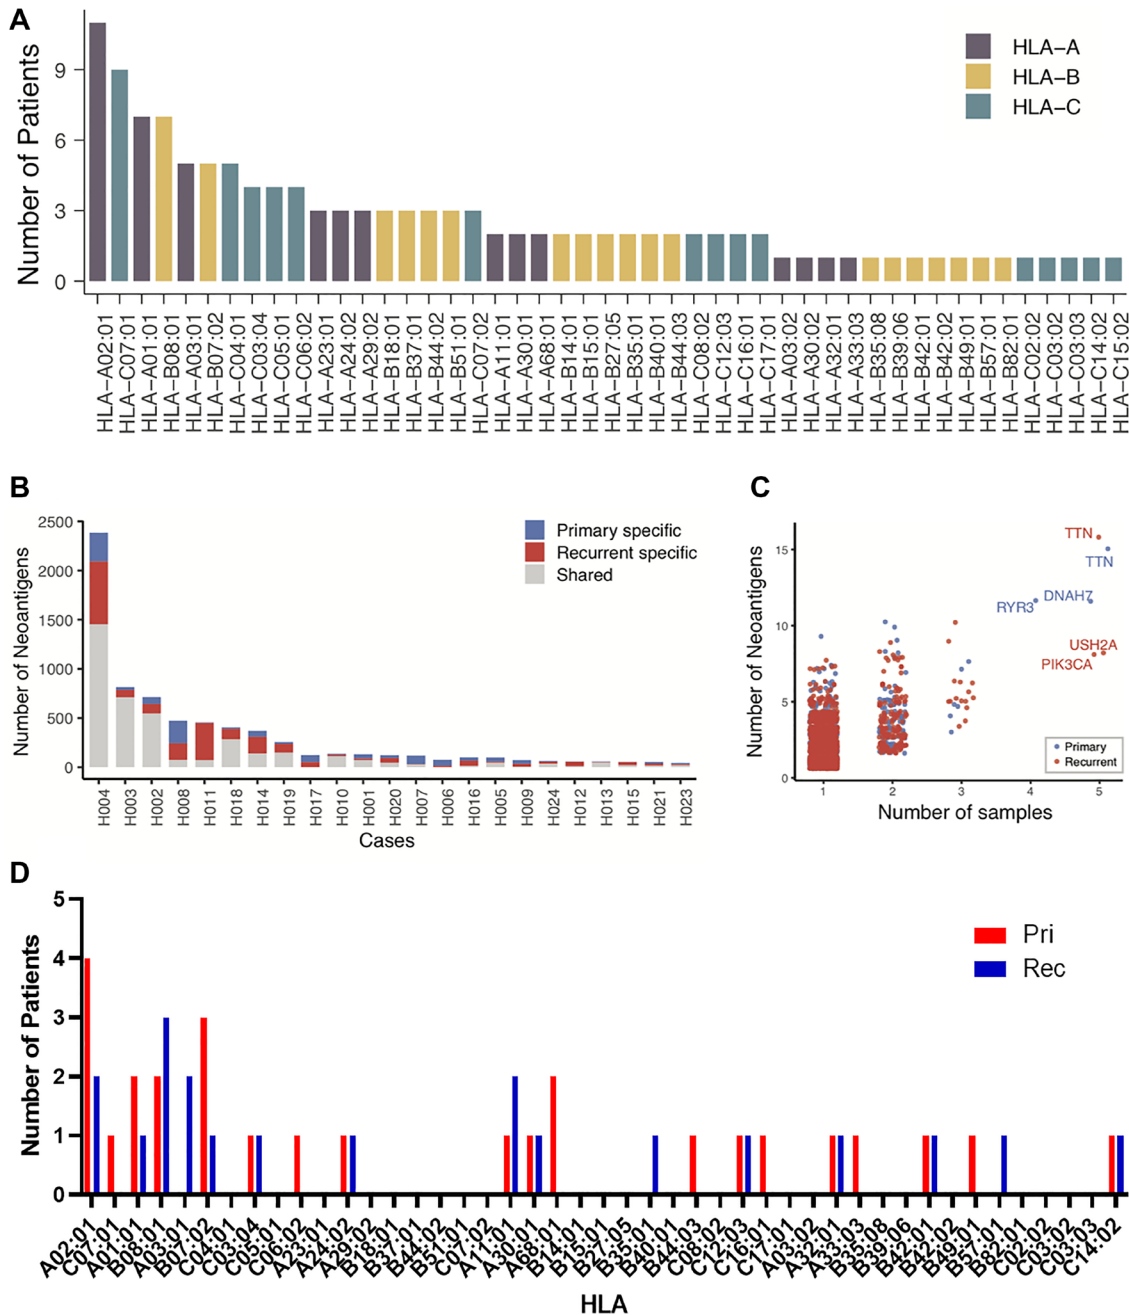 A
Number of Patients
9
6
3
0
HLA−A
HLA−B
HLA−C
HLA−A02:01
HLA−C07:01
HLA−A01:01
HLA−B08:01
HLA−A03:01
HLA−B07:02
HLA−C04:01
HLA−C03:04
HLA−C05:01
HLA−C06:02
HLA−A23:01
HLA−A24:02
HLA−A29:02
HLA−B18:01
HLA−B37:01
HLA−B44:02
HLA−B51:01
HLA−C07:02
HLA−A11:01
HLA−A30:01
HLA−A68:01
HLA−B14:01
HLA−B15:01
HLA−B27:05
HLA−B35:01
HLA−B40:01
HLA−B44:03
HLA−C08:02
HLA−C12:03
HLA−C16:01
HLA−C17:01
HLA−A03:02
HLA−A30:02
HLA−A32:01
HLA−A33:03
HLA−B35:08
HLA−B39:06
HLA−B42:01
HLA−B42:02
HLA−B49:01
HLA−B57:01
HLA−B82:01
HLA−C02:02
HLA−C03:02
HLA−C03:03
HLA−C14:02
HLA−C15:02
B
Number of Neoantigens
2500
2000
1500
1000
500
0
Primary specific
Recurrent specific
Shared
H004
H003
H002
H008
H011
H018
H014
H019
H017
H010
H001
H020
H007
H006
H016
H005
H009
H024
H012
H013
H015
H021
H023
Cases
C
Number of Neoantigens
15
10
5
0
TTN
TTN
RYR3
DNAH7
USH2A
PIK3CA
Primary
Recurrent
1
2
3
4
5
Number of samples
D
Number of Patients
5
4
3
2
1
0
Pri
Rec
A02:01
C07:01
A01:01
B08:01
A03:01
B07:02
C04:01
C03:04
C05:01
C06:02
A23:01
A24:02
A29:02
B18:01
B37:01
B44:02
B51:01
C07:02
A11:01
A30:01
A68:01
B14:01
B15:01
B27:05
B35:01
B40:01
B44:03
C08:02
C12:03
C16:01
C17:01
A03:02
A32:01
A33:03
B35:08
B39:06
B42:01
B42:02
B49:01
B57:01
B82:01
C02:02
C03:02
C03:03
C14:02
HLA